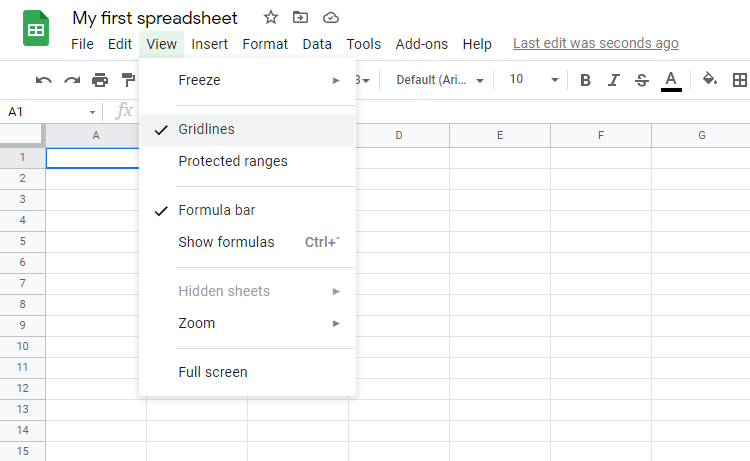 My first spreadsheet
File Edit View Insert Format Data Tools Add-ons Help Last edit was seconds ago
3 Default (Ari... 10 B I S A
A1 fx
A D E F G
Freeze
Gridlines
Protected ranges
Formula bar
Show formulas Ctrl+`
Hidden sheets
Zoom
Full screen
1
2
3
4
5
6
7
8
9
10
11
12
13
14
15